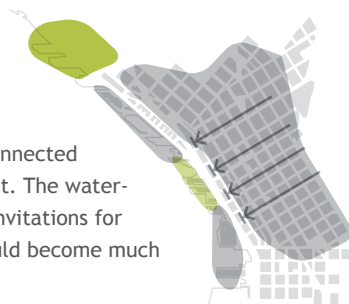 nnected
t. The water-
nvitations for
uld become much